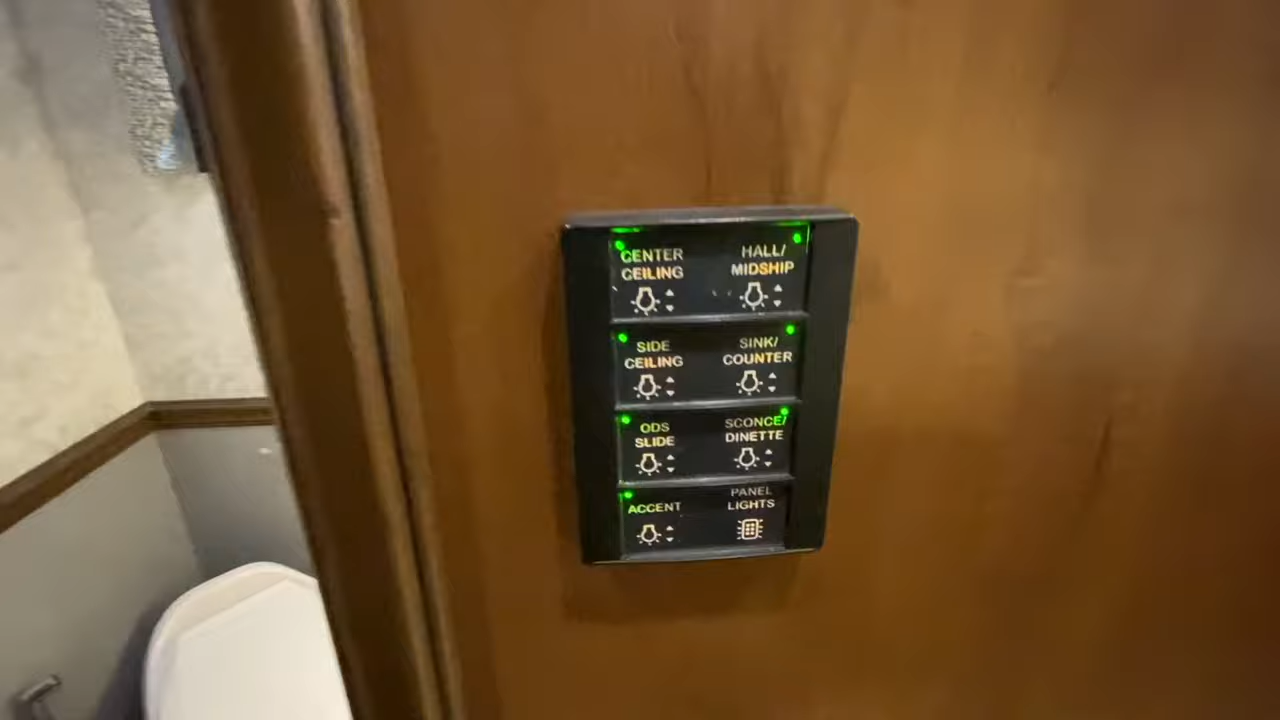 CENTER
CEILING
HALL/
MIDSHIP
SIDE
CEILING
SINK/
COUNTER
ODS
SLIDE
SCONCE/
DINETTE
ACCENT
PANEL
LIGHTS